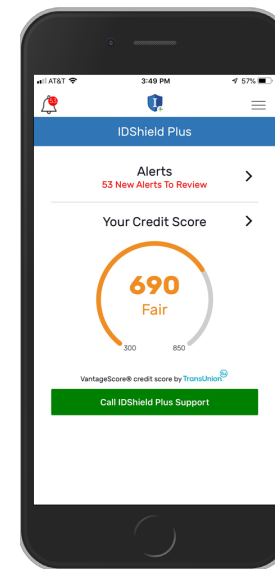 AT&T
3:49 PM
57%
53
I
IDShield Plus
Alerts
53 New Alerts To Review
Your Credit Score
690
Fair
300
850
VantageScore® credit score by TransUnion
Call IDShield Plus Support